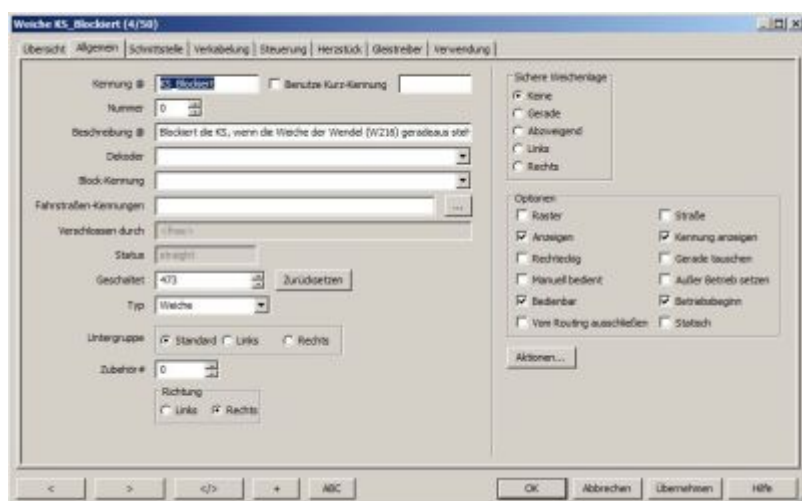 Weiche KS_Blockiert (4/50)
Übersicht Allgemein Schnittstelle Verkabelung Steuerung Herzstück Gleistreiber Verwendung
Kennung @ KS_Blockiert Benutze Kurz-Kennung
Nummer 0
Beschreibung @ Blockiert die KS, wenn die Weiche der Wendel (W216) geradeaus steh
Dekoder
Block-Kennung
Fahrstraßen-Kennungen ...
Verschlossen durch
Status straight
Geschaltet 473 Zurücksetzen
Typ Weiche
Untergruppe Standard Links Rechts
Zubehör# 0
Richtung
Links Rechts
Sichere Weichenlage
Keine
Gerade
Abzweigend
Links
Rechts
Optionen
Raster Straße
Anzeigen Kennung anzeigen
Rechteckig Gerade tauschen
Manuell bedient Außer Betrieb setzen
Bedienbar Betriebsbeginn
Vom Routing ausschließen Statisch
Aktionen...
< > </> + ABC OK Abbrechen Übernehmen Hilfe